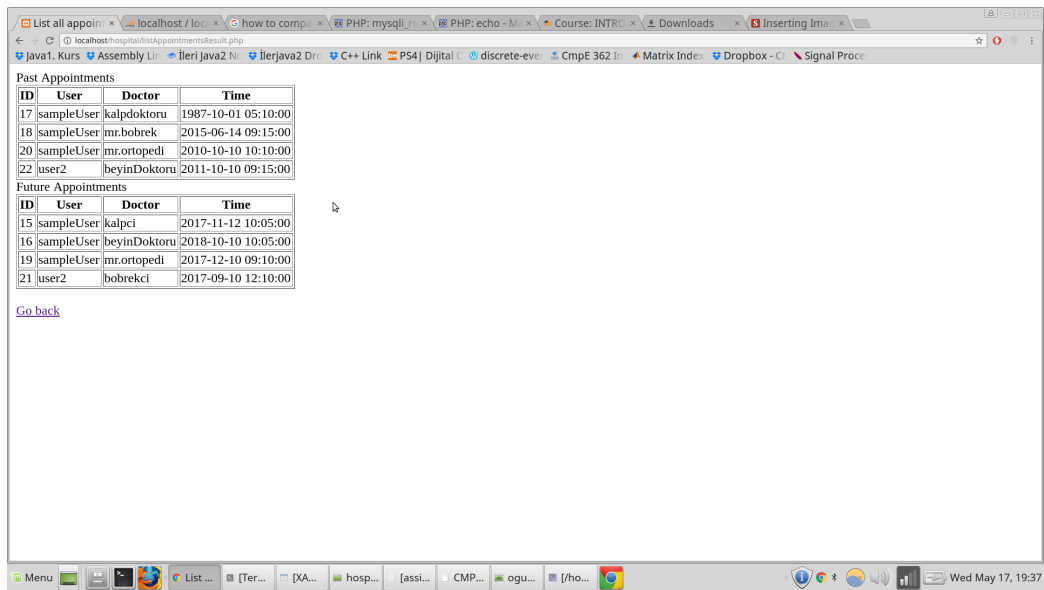 List all appoint
localhost / loc
how to compa
PHP: mysqli_re
PHP: echo - M
Course: INTRO
Downloads
Inserting Imag
localhost/hospital/listAppointmentsResult.php
Java1. Kurs Assembly Lin İleri Java2 No İlerjava2 Dro C++ Link PS4| Dijital discrete-eve CmpE 362 In Matrix Index Dropbox - C Signal Proce
Past Appointments
ID User Doctor Time
17 sampleUser kalpdoktoru 1987-10-01 05:10:00
18 sampleUser mr.bobrek 2015-06-14 09:15:00
20 sampleUser mr.ortopedi 2010-10-10 10:10:00
22 user2 beyinDoktoru 2011-10-10 09:15:00
Future Appointments
ID User Doctor Time
15 sampleUser kalpci 2017-11-12 10:05:00
16 sampleUser beyinDoktoru 2018-10-10 10:05:00
19 sampleUser mr.ortopedi 2017-12-10 09:10:00
21 user2 bobrekci 2017-09-10 12:10:00
Go back
Menu List ... [Ter... [XA... hosp... [assi... CMP... ogu... [/ho... Wed May 17, 19:37